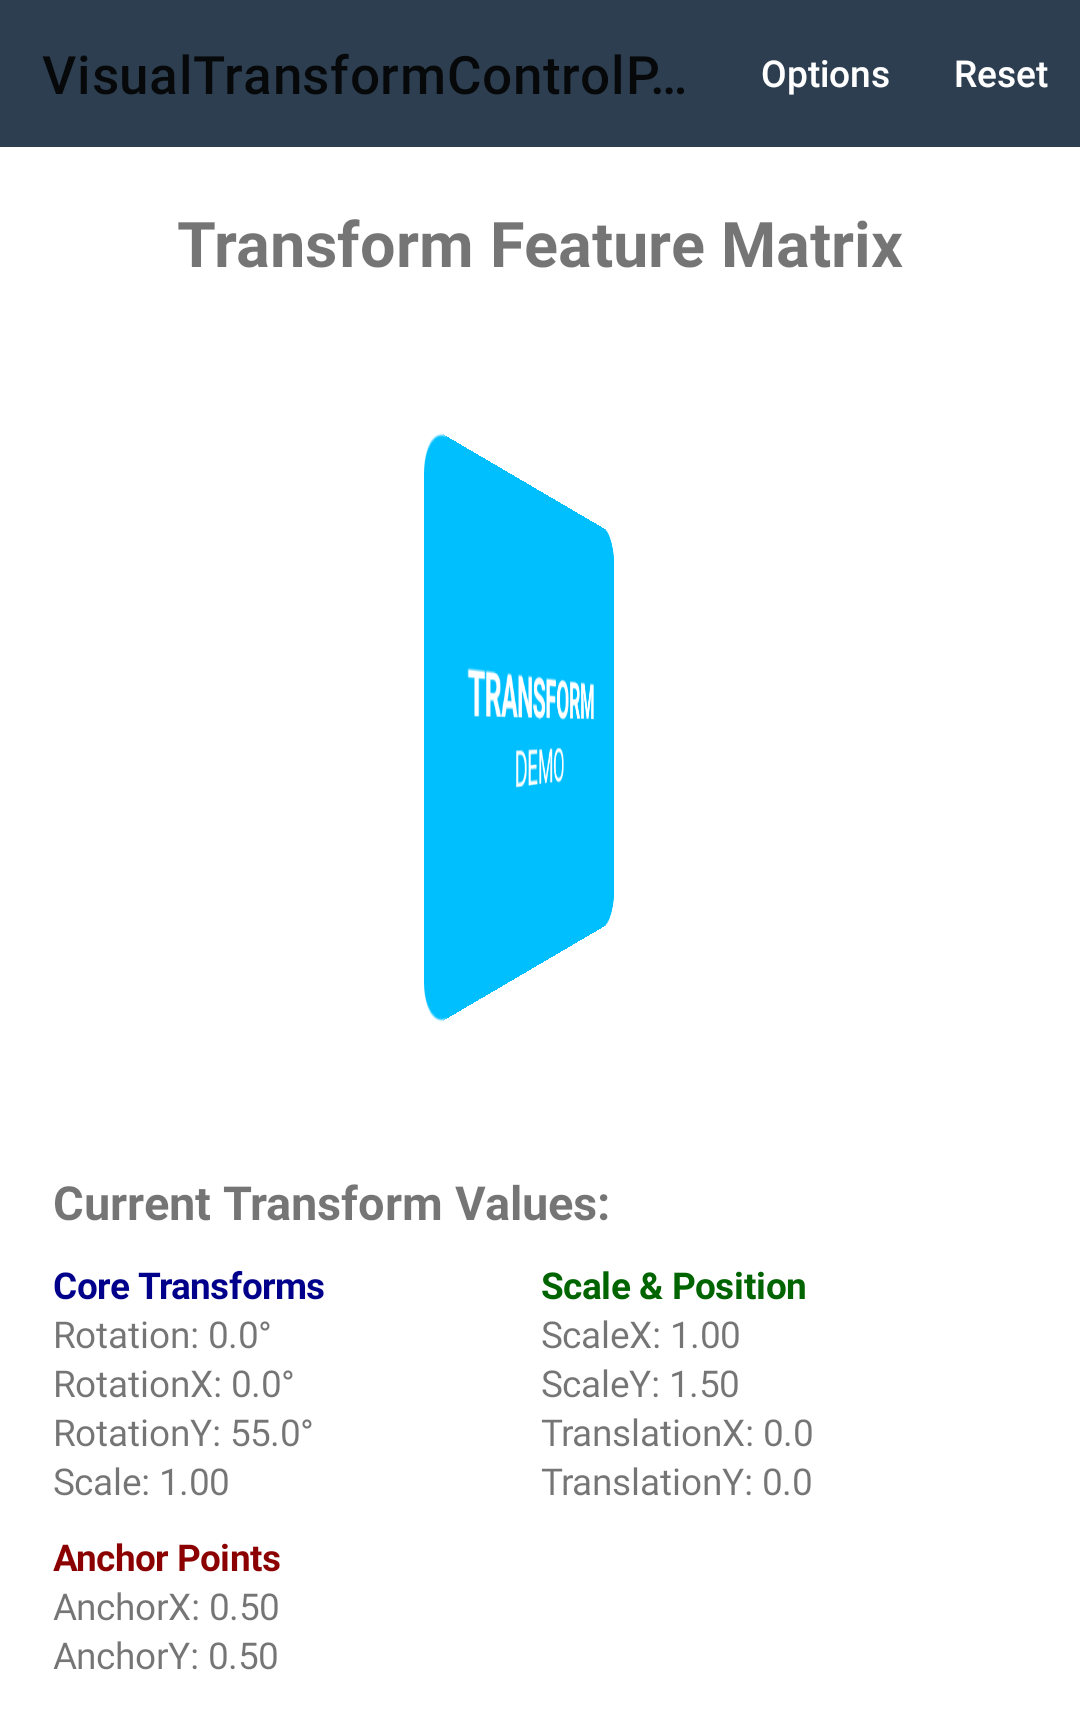 VisualTransformControlP... Options Reset
Transform Feature Matrix
TRANSFORM
DEMO
Current Transform Values:
Core Transforms
Rotation: 0.0°
RotationX: 0.0°
RotationY: 55.0°
Scale: 1.00
Scale & Position
ScaleX: 1.00
ScaleY: 1.50
TranslationX: 0.0
TranslationY: 0.0
Anchor Points
AnchorX: 0.50
AnchorY: 0.50